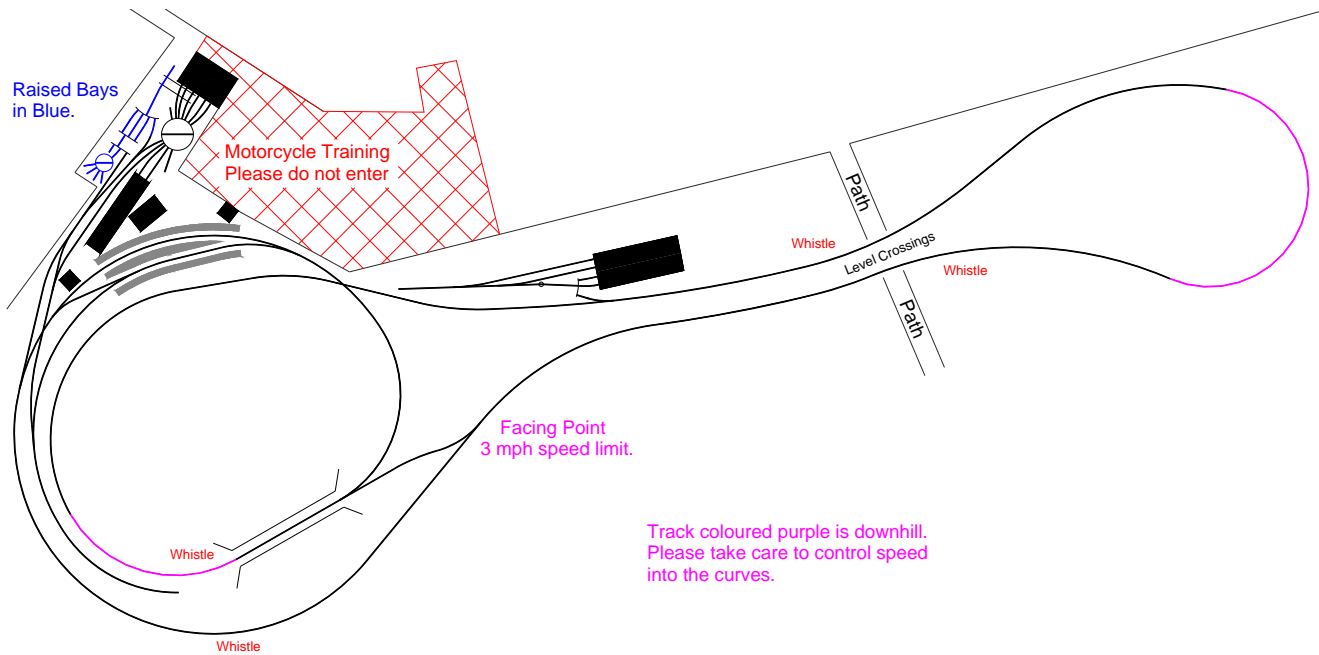 Raised Bays
in Blue.
Motorcycle Training
Please do not enter
Path
Whistle
Level Crossings
Whistle
Path
Facing Point
3 mph speed limit.
Track coloured purple is downhill.
Please take care to control speed
into the curves.
Whistle
Whistle